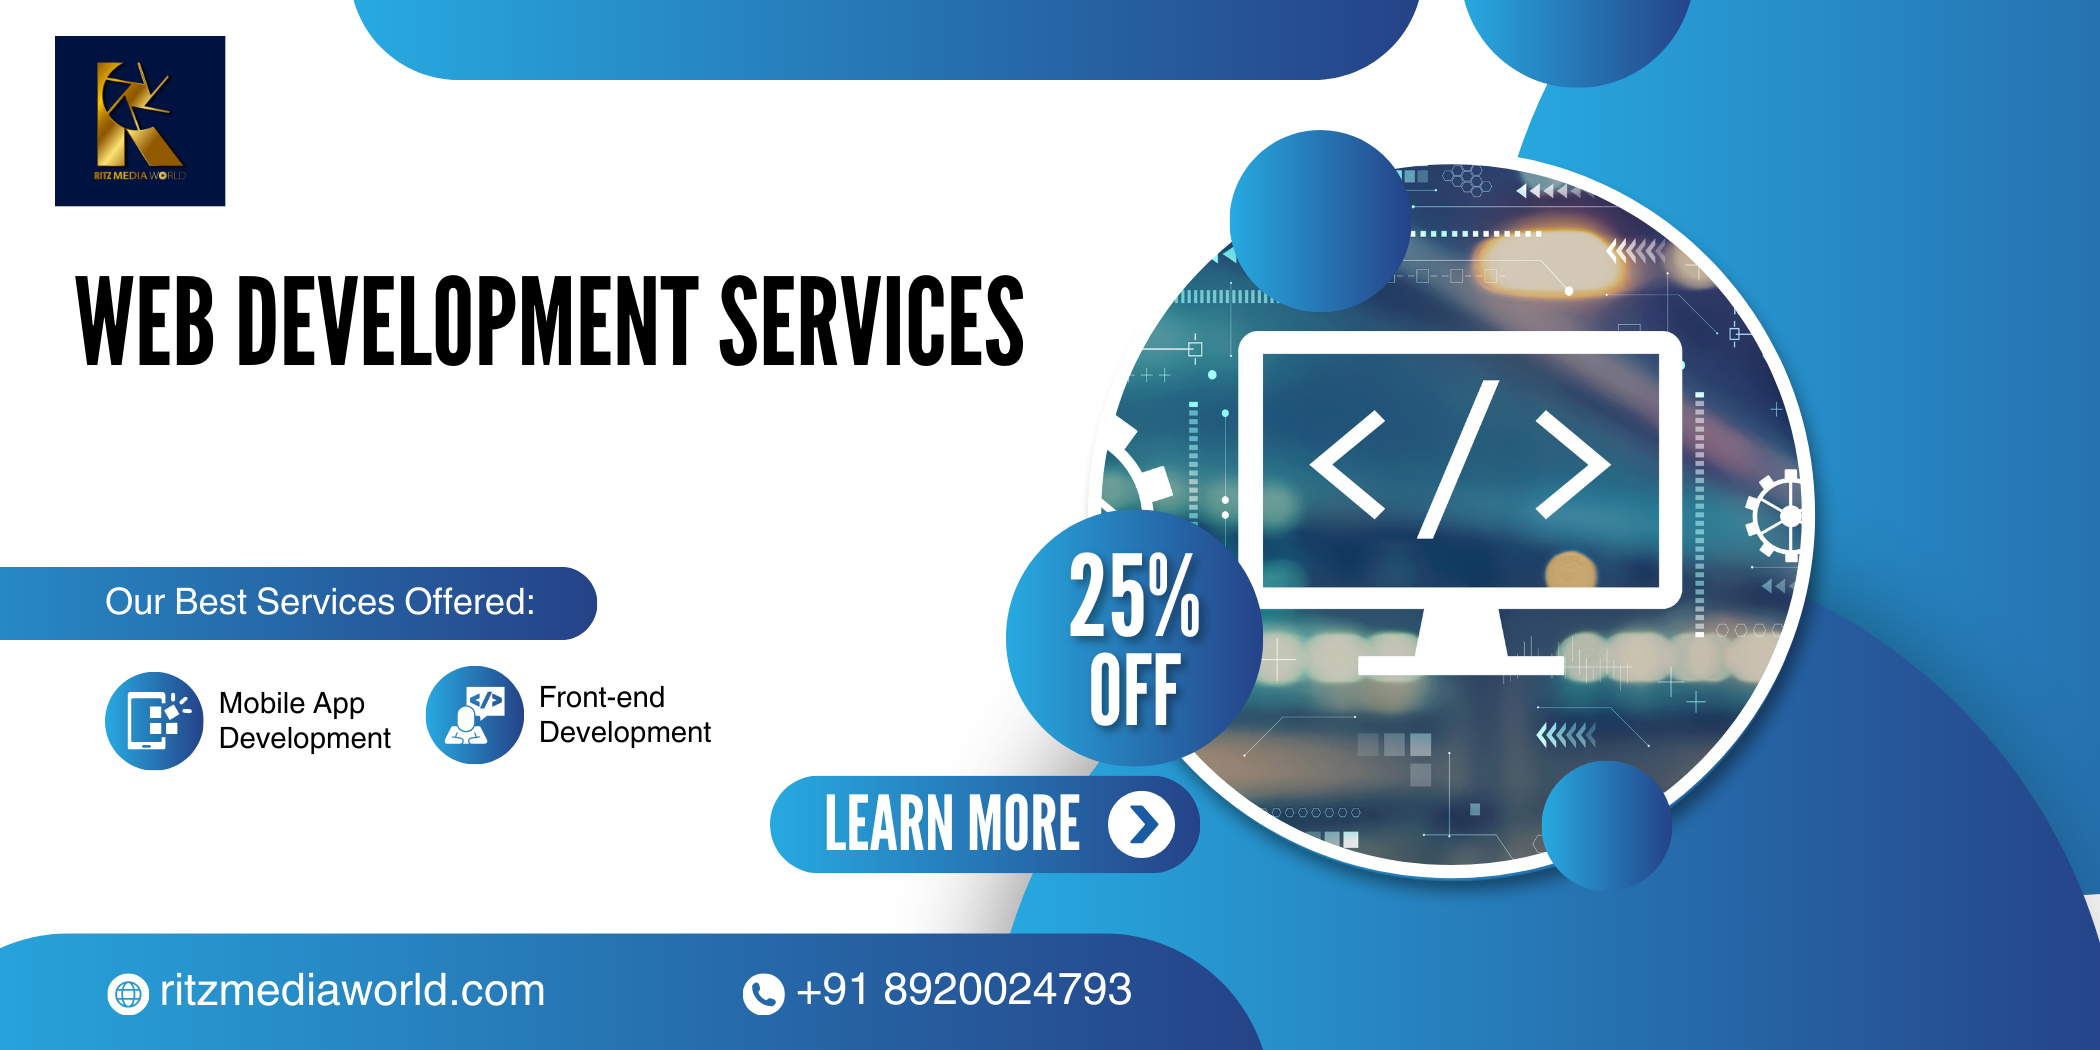 RITZ MEDIA WORLD
WEB DEVELOPMENT SERVICES
Our Best Services Offered:
Mobile App
Development
</>
Front-end
Development
</>
25%
OFF
LEARN MORE
ritzmediaworld.com
+91 8920024793